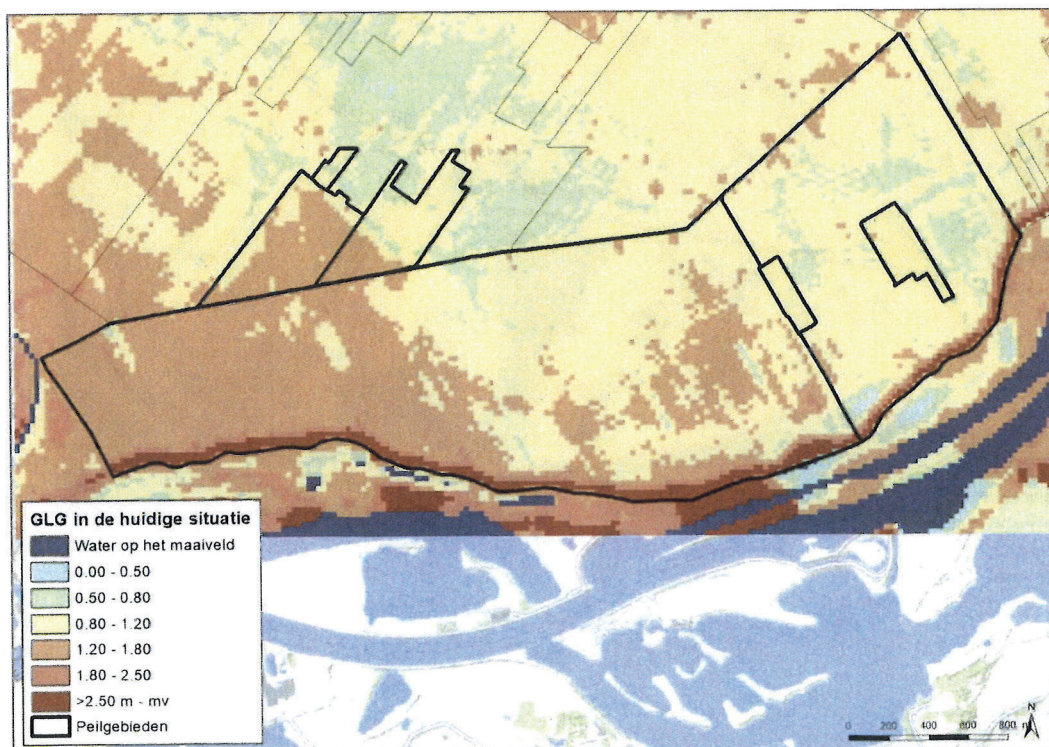 GLG in de huidige situatie
Water op het maaiveld
0.00 - 0.50
0.50 - 0.80
0.80 - 1.20
1.20 - 1.80
1.80 - 2.50
>2.50 m - mv
Peilgebieden
N
0 200 400 600 800 m